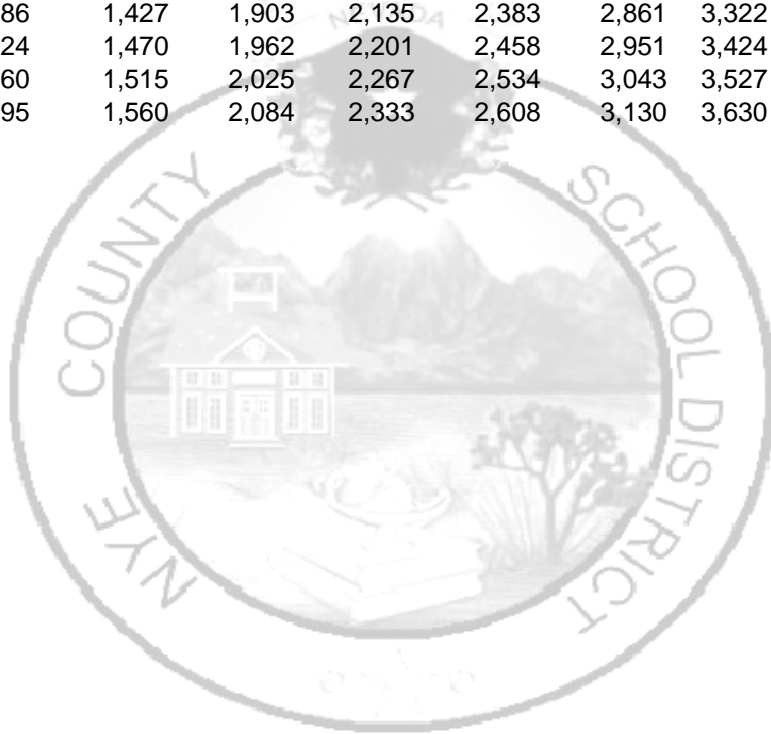 86 1,427 1,903 2,135 2,383 2,861 3,322
24 1,470 1,962 2,201 2,458 2,951 3,424
60 1,515 2,025 2,267 2,534 3,043 3,527
95 1,560 2,084 2,333 2,608 3,130 3,630
NEVADA
NYE COUNTY SCHOOL DISTRICT